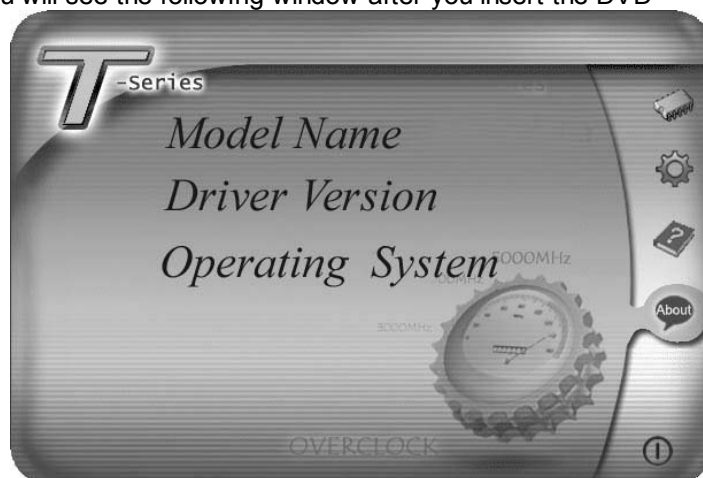 u will see the following window after you insert the DVD
T-Series
Model Name
Driver Version
Operating System
5000MHz
3000MHz
About
OVERCLOCK